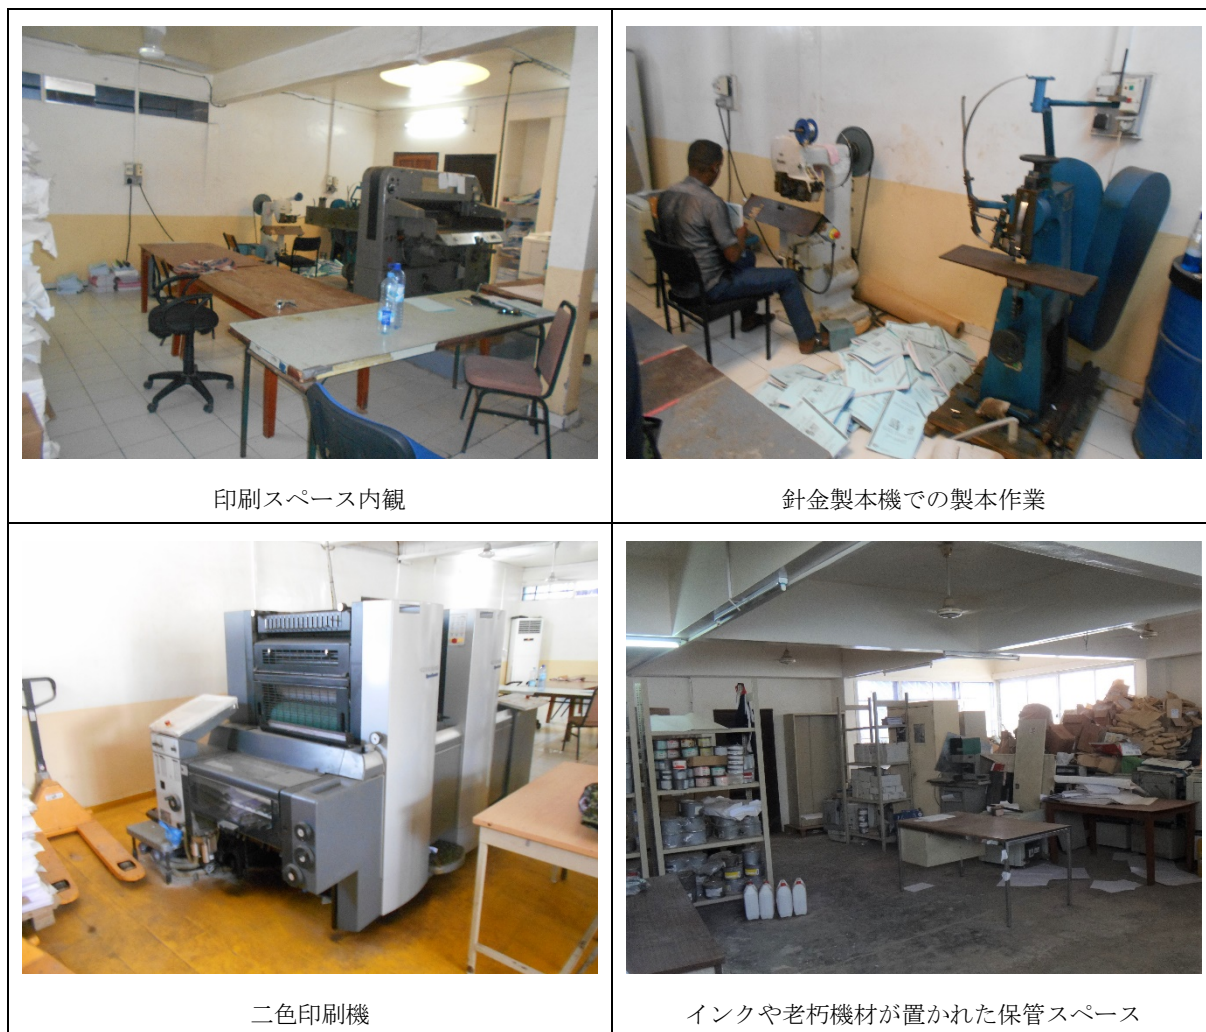 印刷スペース内観
針金製本機での製本作業
二色印刷機
インクや老朽機材が置かれた保管スペース